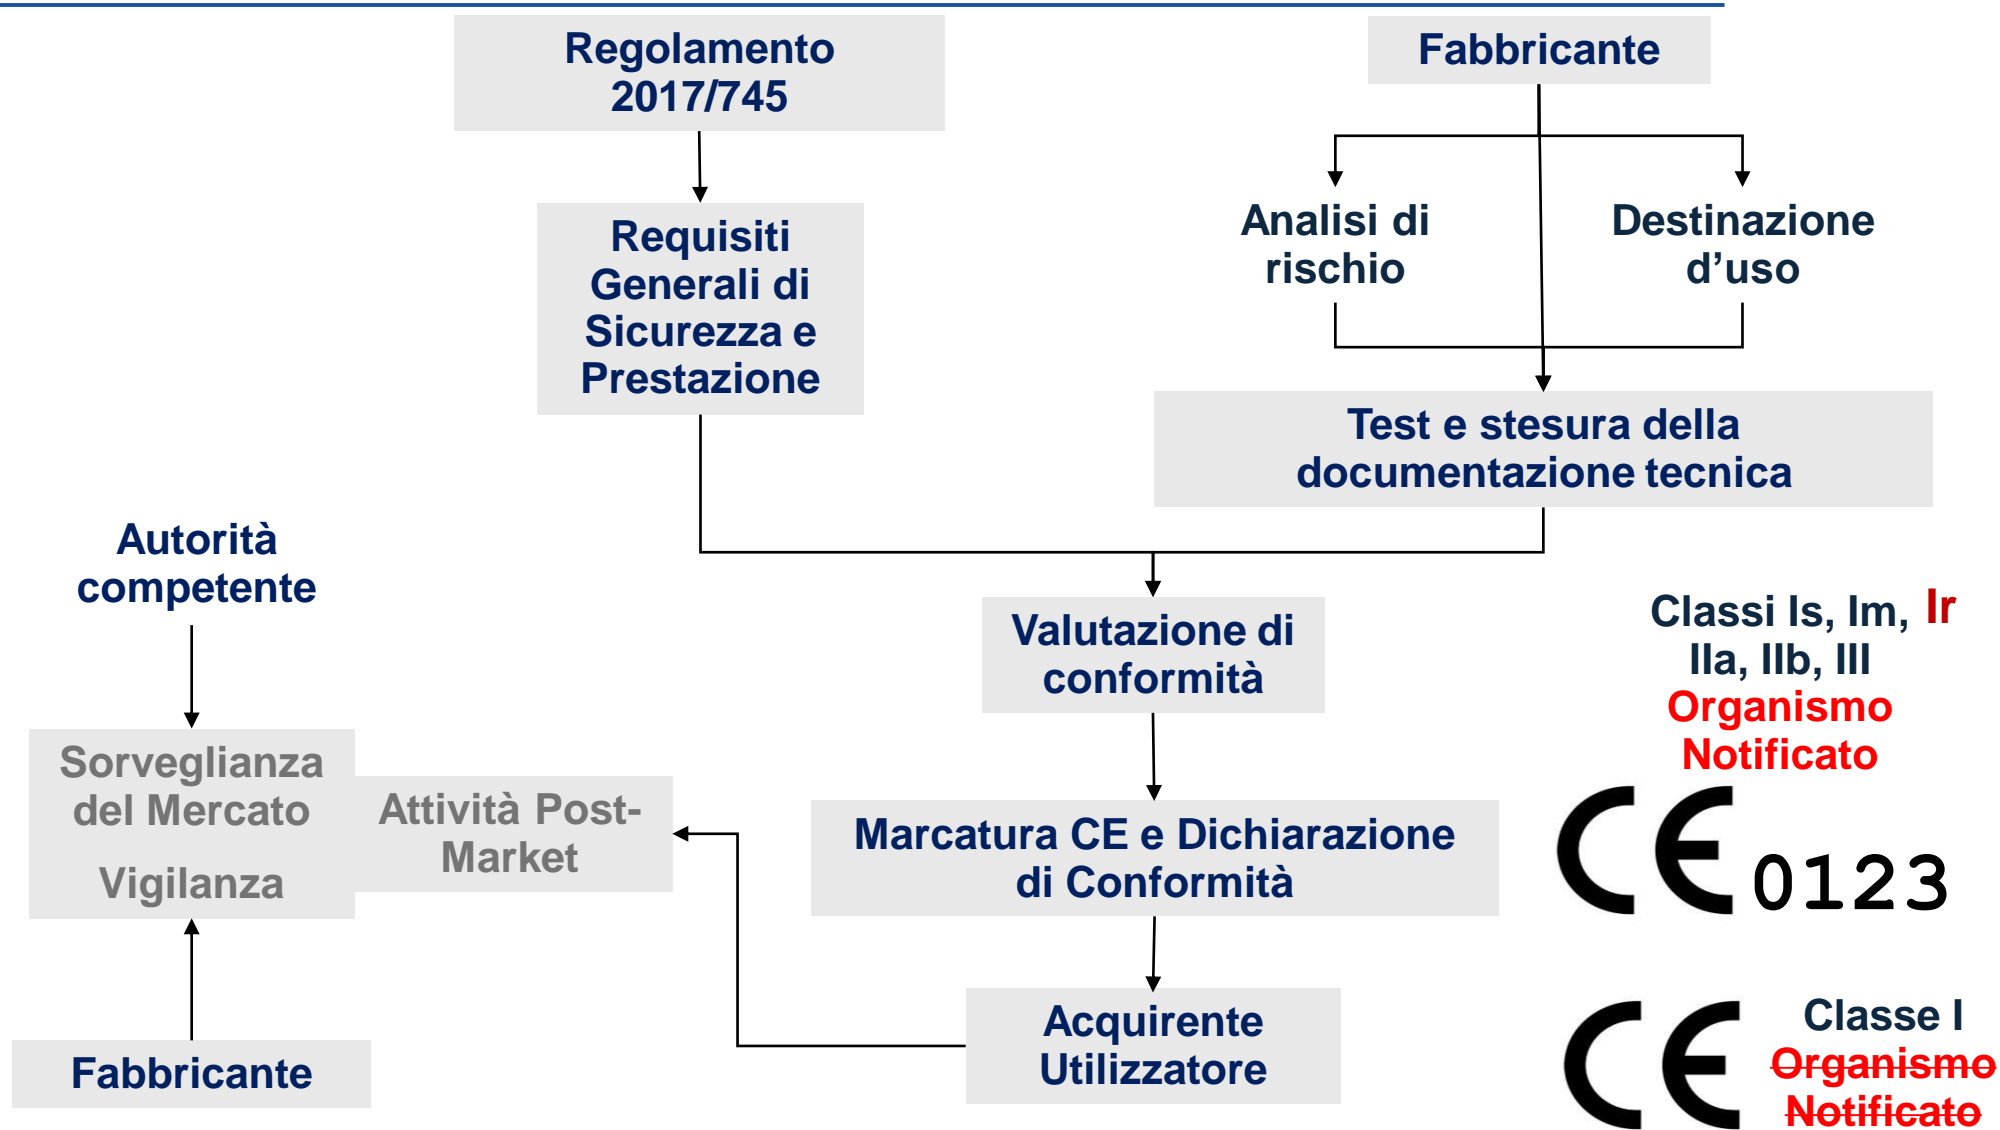 Regolamento
2017/745
Fabbricante
Requisiti
Generali di
Sicurezza e
Prestazione
Analisi di
rischio
Destinazione
d’uso
Test e stesura della
documentazione tecnica
Autorità
competente
Valutazione di
conformità
Classi Is, Im, Ir
IIa, IIb, III
Organismo
Notificato
Sorveglianza
del Mercato
Vigilanza
Attività Post-
Market
Marcatura CE e Dichiarazione
di Conformità
CE 0123
Fabbricante
Acquirente
Utilizzatore
CE
Classe I
Organismo
Notificato